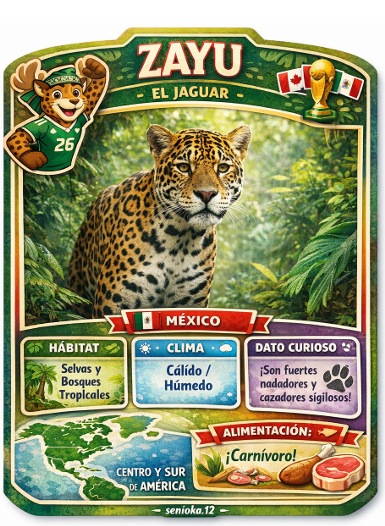 ZAYU
- EL JAGUAR -
26
MÉXICO
HÁBITAT
Selvas y
Bosques
Tropicales
CLIMA
Cálído /
Húmedo
DATO CURIOSO
¡Son fuertes
nadadores y
cazadores sigilosos!
CENTRO Y SUR
DE AMÉRICA
ALIMENTACIÓN:
¡Carnívoro!
senioka.12